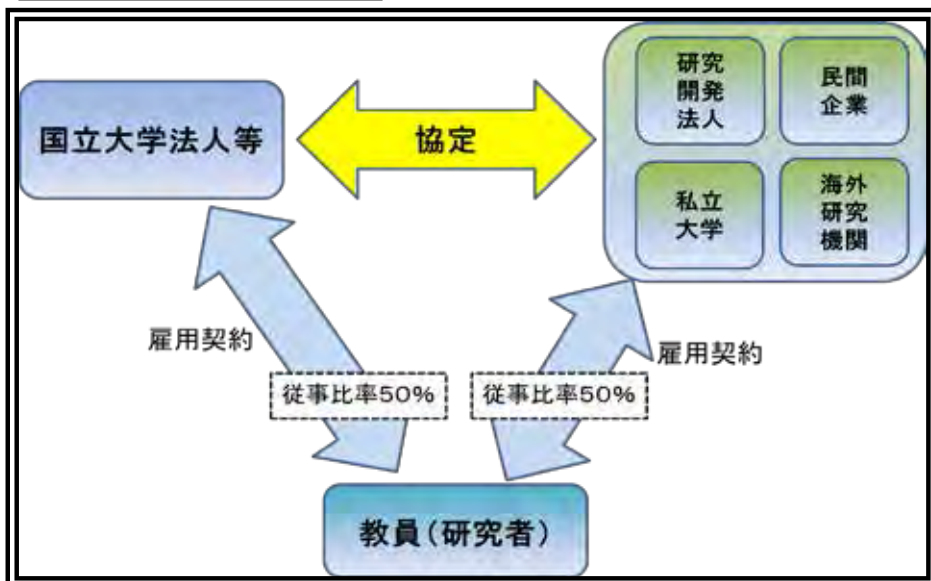 国立大学法人等
協定
研究
開発
法人
民間
企業
私立
大学
海外
研究
機関
雇用契約
雇用契約
従事比率50%
従事比率50%
教員(研究者)